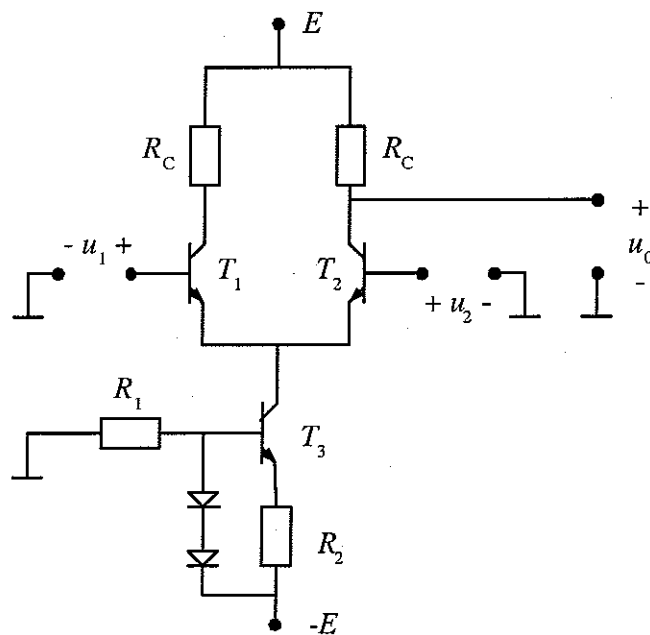 E
R_C R_C
+
- u_1 + T_1 T_2 u_0
+ u_2 - -
R_1
T_3
R_2
-E